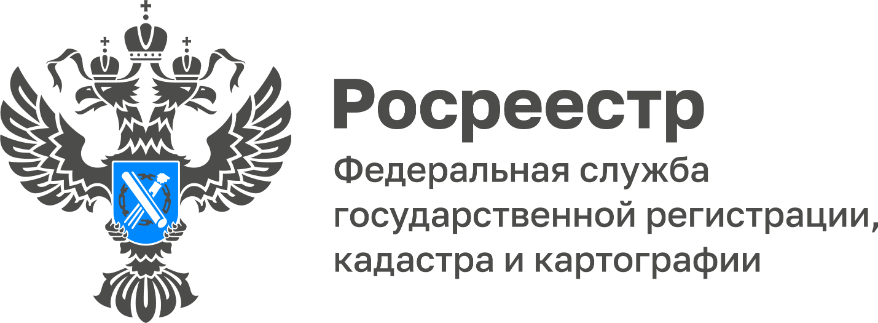 Росреестр
Федеральная служба
государственной регистрации,
кадастра и картографии